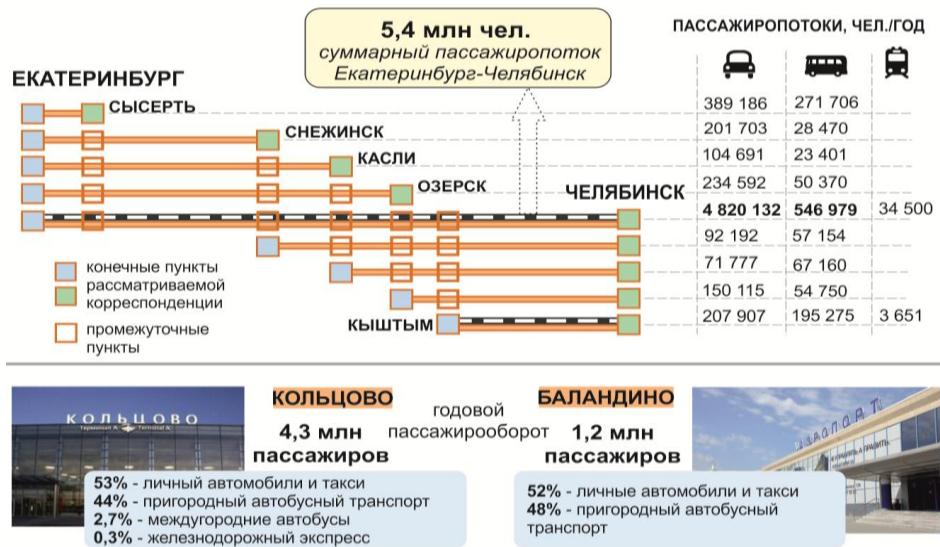 5,4 млн чел.
суммарный пассажиропоток
Екатеринбург-Челябинск
ПАССАЖИРОПОТОКИ, ЧЕЛ./ГОД
ЕКАТЕРИНБУРГ
СЫСЕРТЬ
389 186 271 706
СНЕЖИНСК
201 703 28 470
КАСЛИ
104 691 23 401
ОЗЕРСК
234 592 50 370
ЧЕЛЯБИНСК
4 820 132 546 979 34 500
92 192 57 154
71 777 67 160
150 115 54 750
КЫШТЫМ
207 907 195 275 3 651
конечные пункты
рассматриваемой
корреспонденции
промежуточные
пункты
КОЛЬЦОВО
Терминал А Terminal A
КОЛЬЦОВО
4,3 млн
пассажиров
годовой
пассажирооборот
БАЛАНДИНО
1,2 млн
пассажиров
АЭРОПОРТ
53% - личный автомобили и такси
44% - пригородный автобусный транспорт
2,7% - междугородние автобусы
0,3% - железнодорожный экспресс
52% - личные автомобили и такси
48% - пригородный автобусный
транспорт